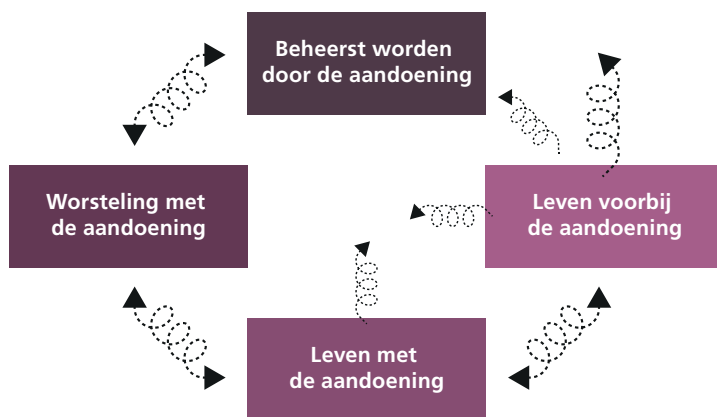 Beheerst worden
door de aandoening
Worsteling met
de aandoening
Leven voorbij
de aandoening
Leven met
de aandoening